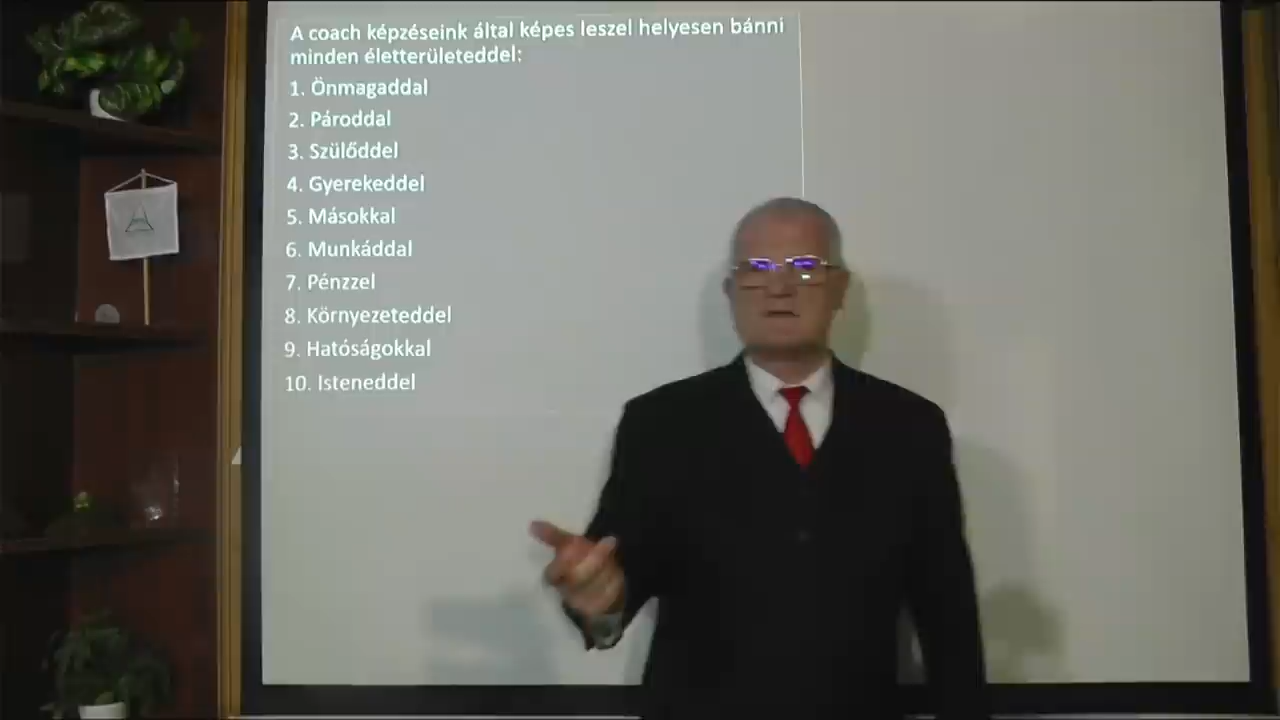 A coach képzéseink által képes leszel helyesen bánni
minden életterületeddel:
1. Önmagaddal
2. Pároddal
3. Szülőddel
4. Gyerekeddel
5. Másokkal
6. Munkáddal
7. Pénzzel
8. Környezeteddel
9. Hatóságokkal
10. Isteneddel